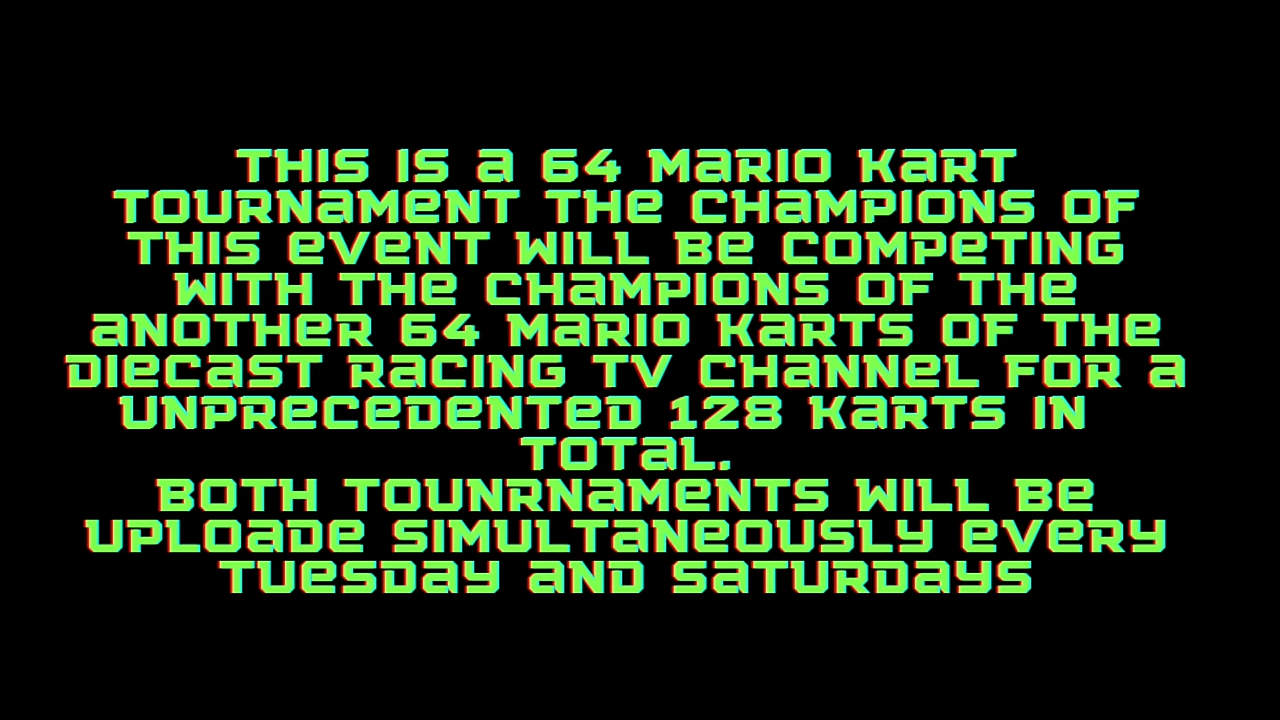 THIS IS a 64 MaRIO KaRT
TOURNaMeNT THe CHaMPIONS OF
THIS eVeNT WILL Be COMPeTING
WITH THe CHaMPIONS OF THe
aNOTHeR 64 MaRIO KaRTS OF THe
DIeCaST RaCING TV CHaNNeL FOR a
UNPReCeDeNTeD 128 KaRTS IN
TOTaL.
BOTH TOUNRNaMeNTS WILL Be
UPLOaDe SIMULTaNeOUSLY eVeRY
TUeSDaY aND SaTURDaYS